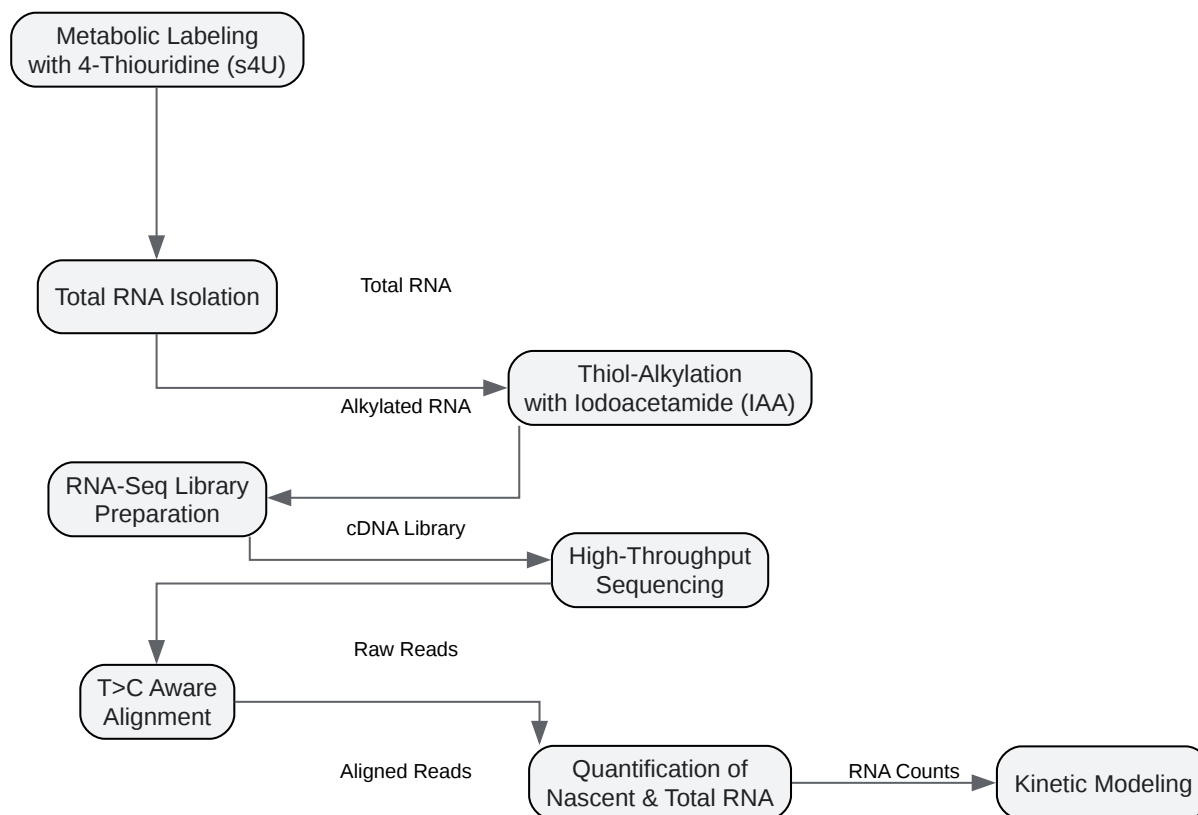 Metabolic Labeling
with 4-Thiouridine (s4U)
Total RNA Isolation
Total RNA
Thiol-Alkylation
with Iodoacetamide (IAA)
Alkylated RNA
RNA-Seq Library
Preparation
cDNA Library
High-Throughput
Sequencing
Raw Reads
T>C Aware
Alignment
Aligned Reads
Quantification of
Nascent & Total RNA
RNA Counts
Kinetic Modeling